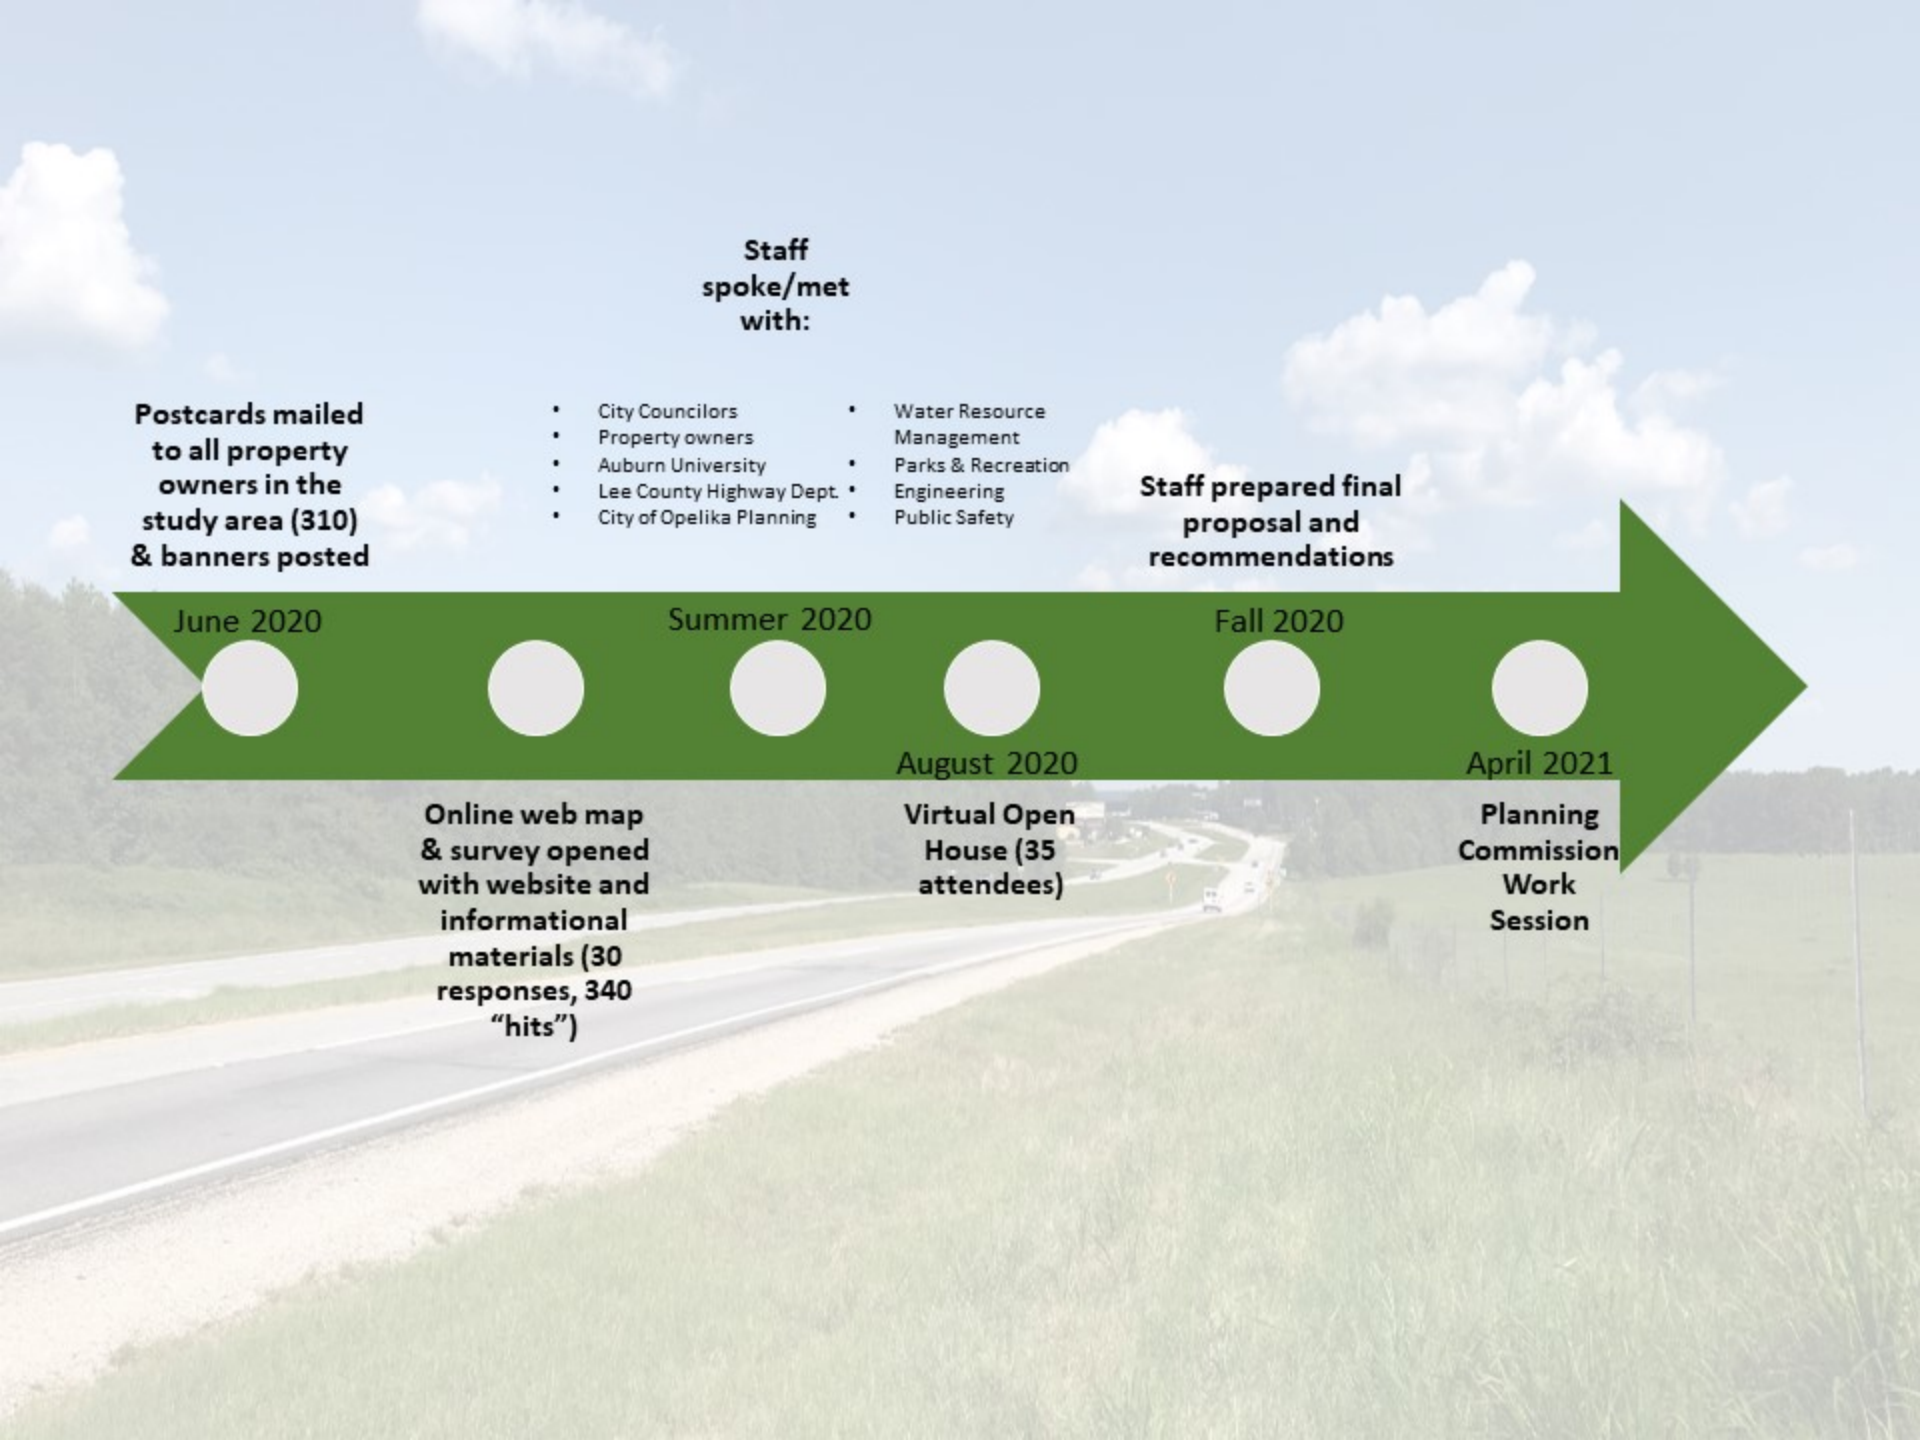 Staff
spoke/met
with:
Postcards mailed
to all property
owners in the
study area (310)
& banners posted
• City Councilors
• Property owners
• Auburn University
• Lee County Highway Dept.
• City of Opelika Planning
• Water Resource
Management
• Parks & Recreation
• Engineering
• Public Safety
Staff prepared final
proposal and
recommendations
June 2020
Summer 2020
Fall 2020
August 2020
April 2021
Online web map
& survey opened
with website and
informational
materials (30
responses, 340
“hits”)
Virtual Open
House (35
attendees)
Planning
Commission
Work
Session